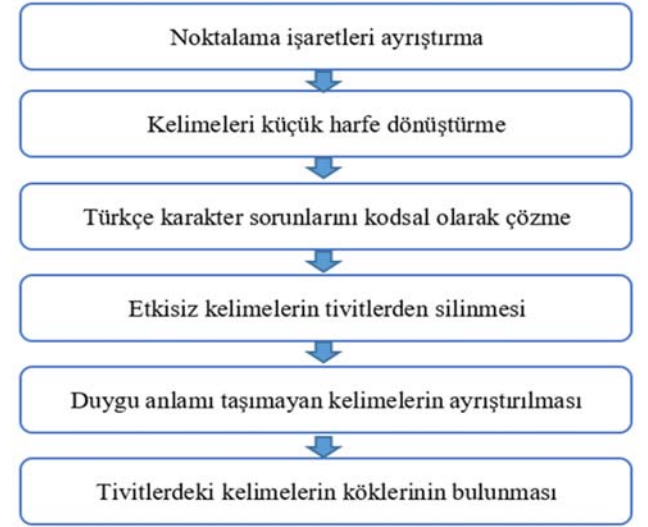 Noktalama işaretleri ayrıştırma
Kelimeleri küçük harfe dönüştürme
Türkçe karakter sorunlarını kodsal olarak çözme
Etkisiz kelimelerin tivitlerden silinmesi
Duygu anlamı taşımayan kelimelerin ayrıştırılması
Tivitlerdeki kelimelerin köklerinin bulunması